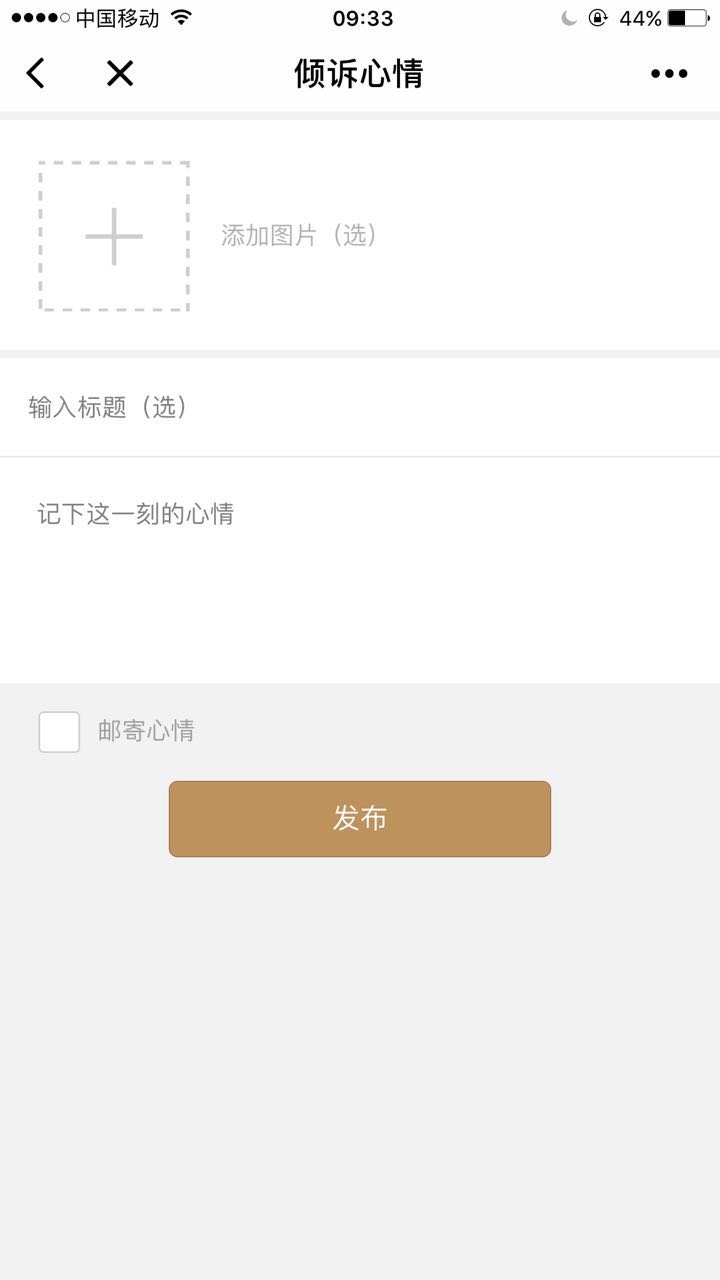 中国移动 09:33 44%
倾诉心情
添加图片（选）
输入标题（选）
记下这一刻的心情
邮寄心情
发布